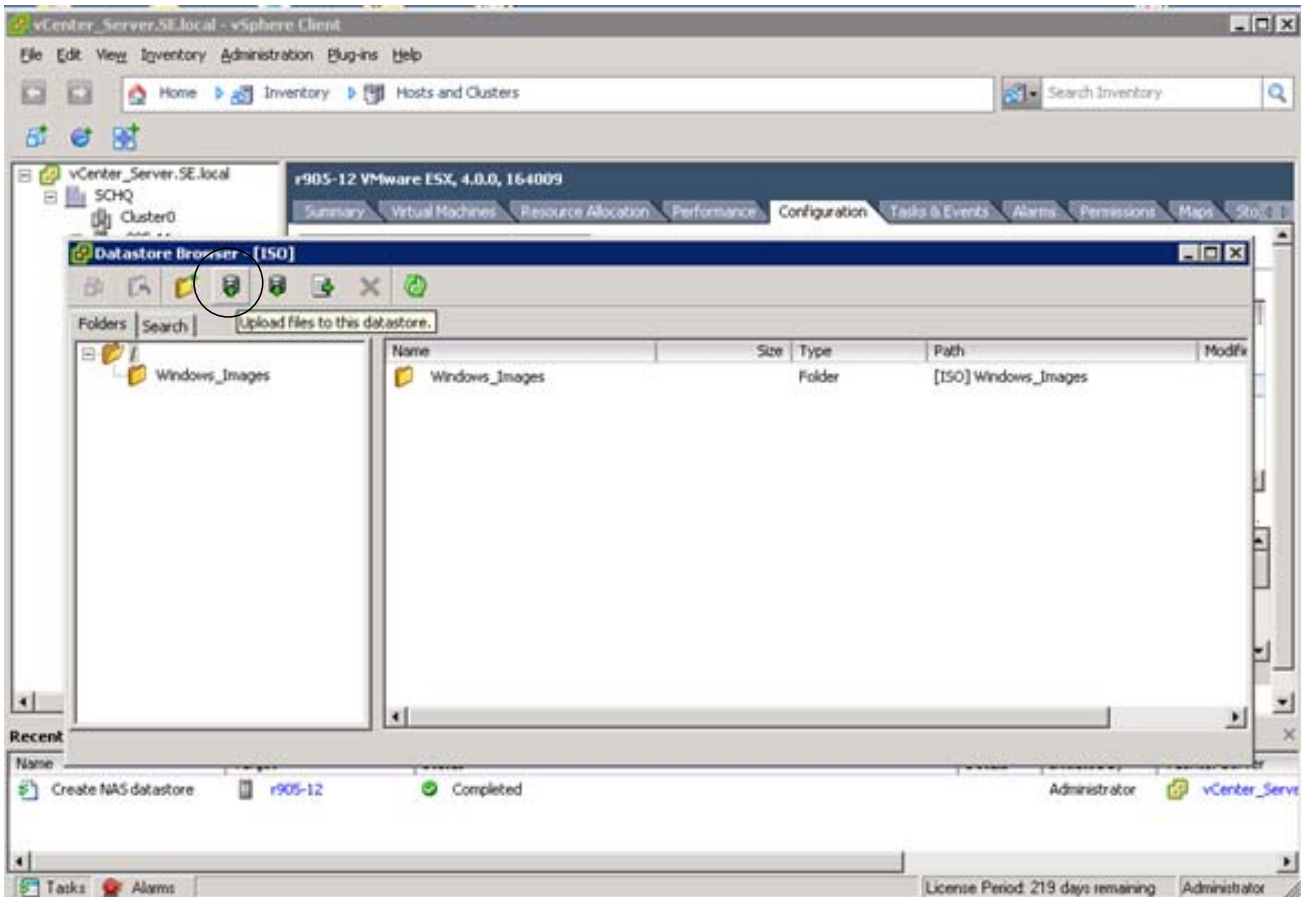 vCenter_Server.SE.local - vSphere Client
File Edit View Inventory Administration Plug-ins Help
Home Inventory Hosts and Clusters
Search Inventory
vCenter_Server.SE.local
SCHQ
Cluster0
r905-12 VMware ESX, 4.0.0, 164009
Summary Virtual Machines Resource Allocation Performance Configuration Tasks & Events Alarms Permissions Maps
Datastore Browser - [ISO]
Folders Search
Upload files to this datastore.
/
Windows_Images
Name Size Type Path Modifie
Windows_Images Folder [ISO] Windows_Images
Recent
Name
Create NAS datastore r905-12 Completed Administrator vCenter_Serve
Tasks Alarms
License Period: 219 days remaining Administrator